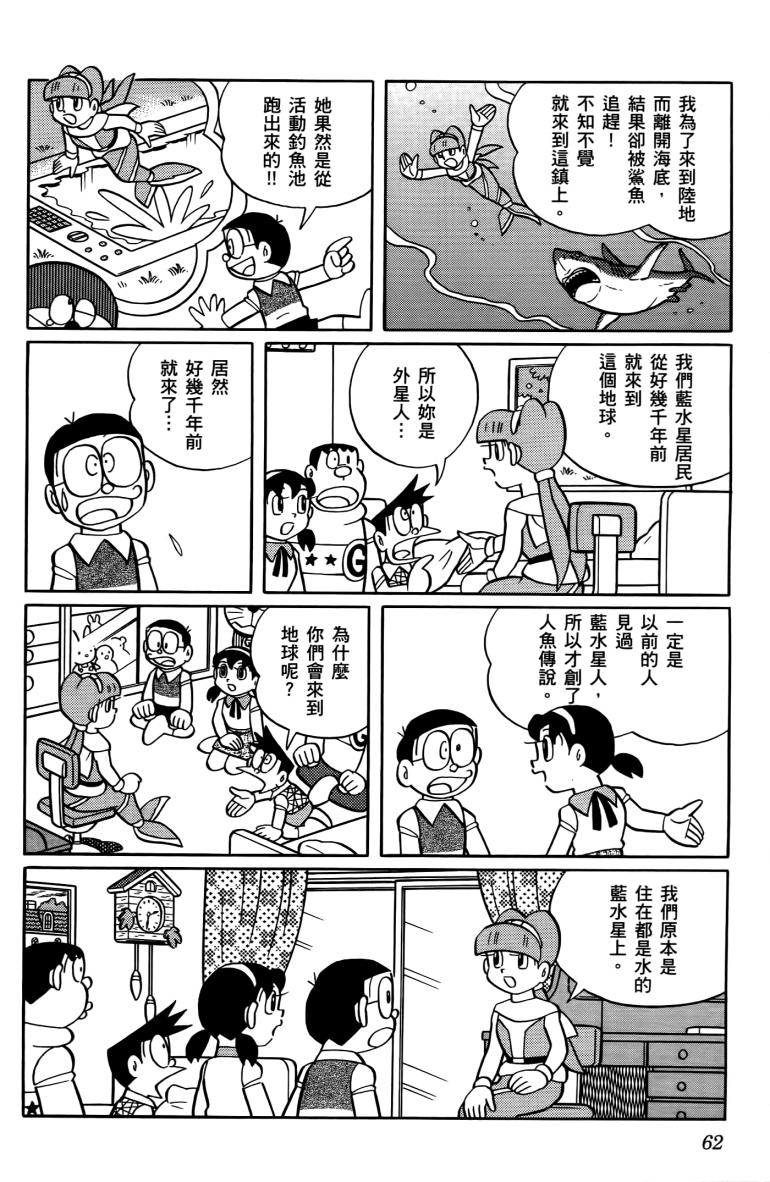 我為了來到陸地
而離開海底，
結果卻被鯊魚
追趕！
不知不覺
就來到這鎮上。
她果然是從
活動釣魚池
跑出來的!!
我們藍水星居民
從好幾千年前
就來到
這個地球。
所以妳是
外星人…
G
居然
好幾千年前
就來了…
一定是
以前的人
見過
藍水星人，
所以才創了
人魚傳說。
為什麼
你們會來到
地球呢？
G
我們原本是
住在都是水的
藍水星上。
62